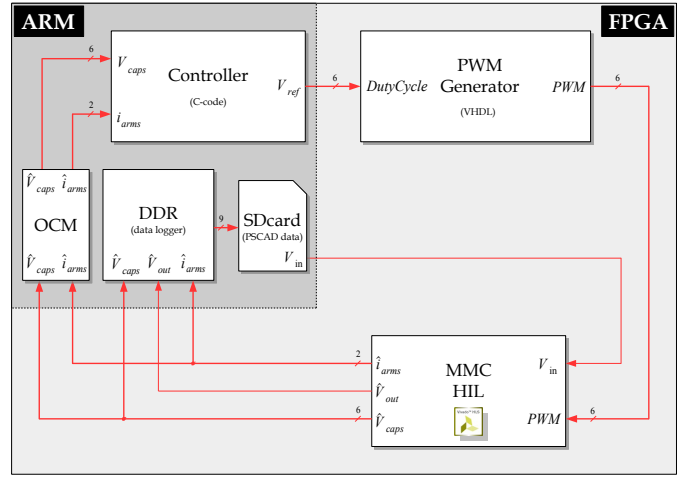 ARM
FPGA
6
V_caps
Controller
(C-code)
V_ref
2
i_arms
6
DutyCycle
PWM
Generator
(VHDL)
PWM
6
V̂_caps î_arms
OCM
V̂_caps î_arms
DDR
(data logger)
V̂_caps V̂_out î_arms
9
SDcard
(PSCAD data)
V_in
2
î_arms
V̂_out
6
V̂_caps
MMC
HIL
V_in
PWM
6